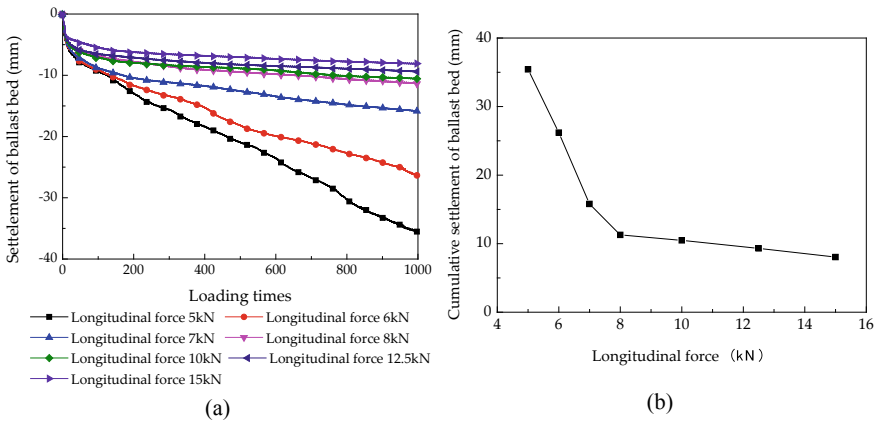 0
-10
-20
-30
-40
Settelement of ballast bed (mm)
0 200 400 600 800 1000
Loading times
Longitudinal force 5kN Longitudinal force 6kN
Longitudinal force 7kN Longitudinal force 8kN
Longitudinal force 10kN Longitudinal force 12.5kN
Longitudinal force 15kN
(a)
40
30
20
10
0
Cumulative settlement of ballast bed (mm)
4 6 8 10 12 14 16
Longitudinal force （kN）
(b)